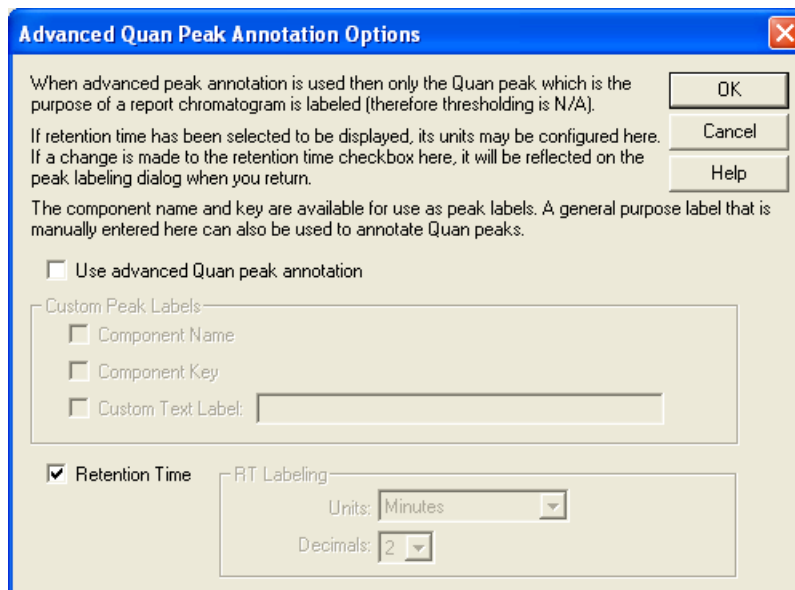 Advanced Quan Peak Annotation Options
When advanced peak annotation is used then only the Quan peak which is the
purpose of a report chromatogram is labeled (therefore thresholding is N/A).
OK
If retention time has been selected to be displayed, its units may be configured here.
If a change is made to the retention time checkbox here, it will be reflected on the
peak labeling dialog when you return.
Cancel
Help
The component name and key are available for use as peak labels. A general purpose label that is
manually entered here can also be used to annotate Quan peaks.
Use advanced Quan peak annotation
Custom Peak Labels
Component Name
Component Key
Custom Text Label:
Retention Time
RT Labeling
Units: Minutes
Decimals: 2